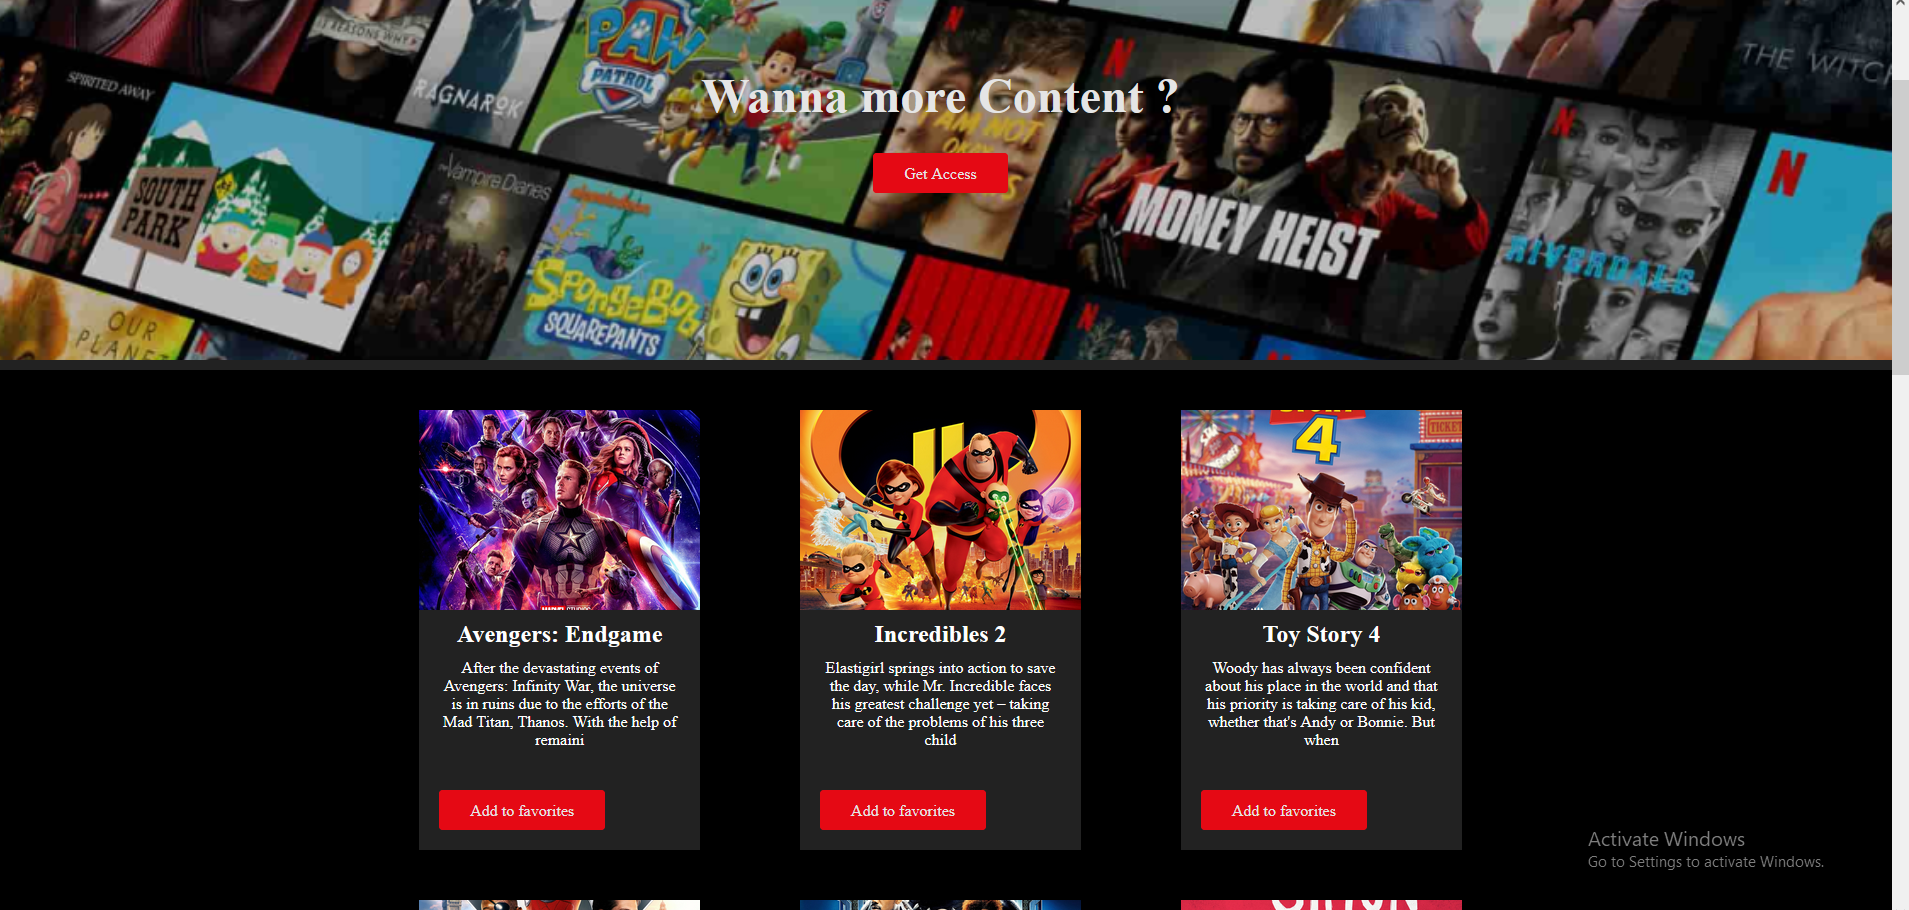 13 REASONS WHY
PAW
PATROL
SPIRITED AWAY
RAGNAROK
THE WITC
Wanna more Content ?
I AM NOT
OKAY
Get Access
SOUTH
PARK
The Vampire Diaries
nickelodeon
MONEY HEIST
RIVERDALE
SPONGEBOB
SQUAREPANTS
OUR
PLANET
4
TICKET
STAR
MARVEL STUDIOS
Avengers: Endgame
After the devastating events of
Avengers: Infinity War, the universe
is in ruins due to the efforts of the
Mad Titan, Thanos. With the help of
remaini
Add to favorites
Incredibles 2
Elastigirl springs into action to save
the day, while Mr. Incredible faces
his greatest challenge yet – taking
care of the problems of his three
child
Add to favorites
Toy Story 4
Woody has always been confident
about his place in the world and that
his priority is taking care of his kid,
whether that's Andy or Bonnie. But
when
Add to favorites
Activate Windows
Go to Settings to activate Windows.